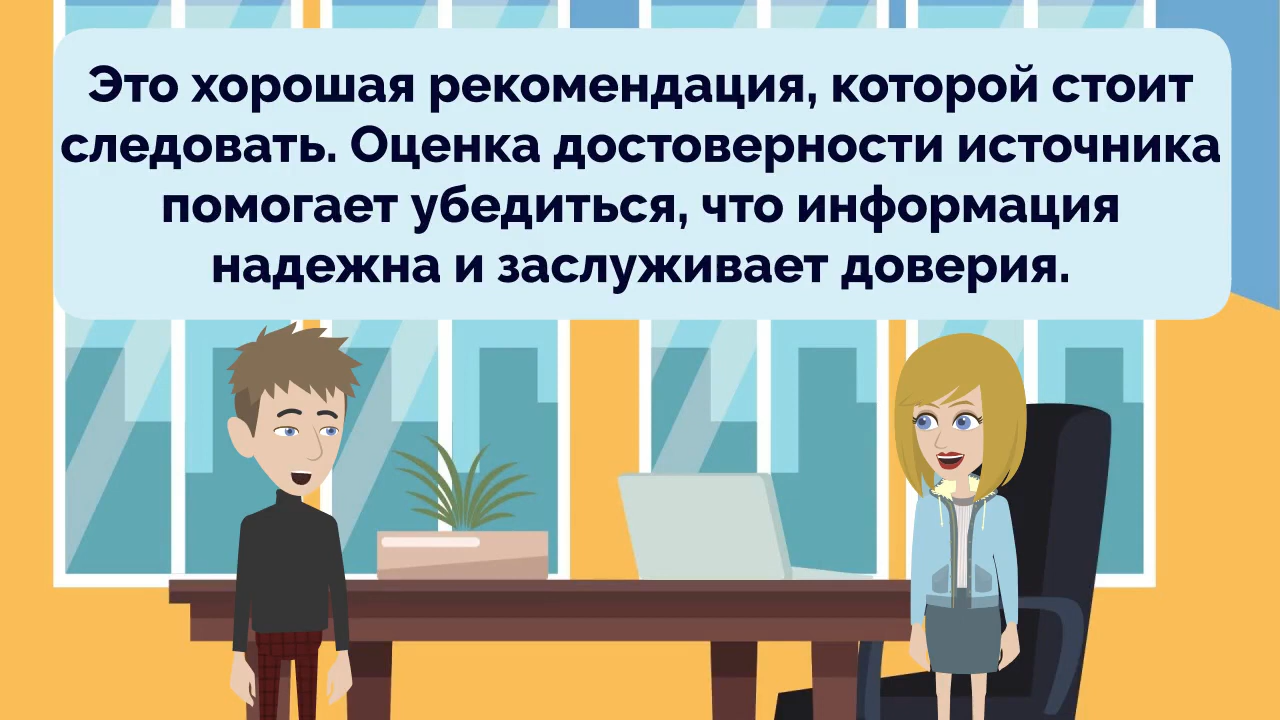 Это хорошая рекомендация, которой стоит
следовать. Оценка достоверности источника
помогает убедиться, что информация
надежна и заслуживает доверия.